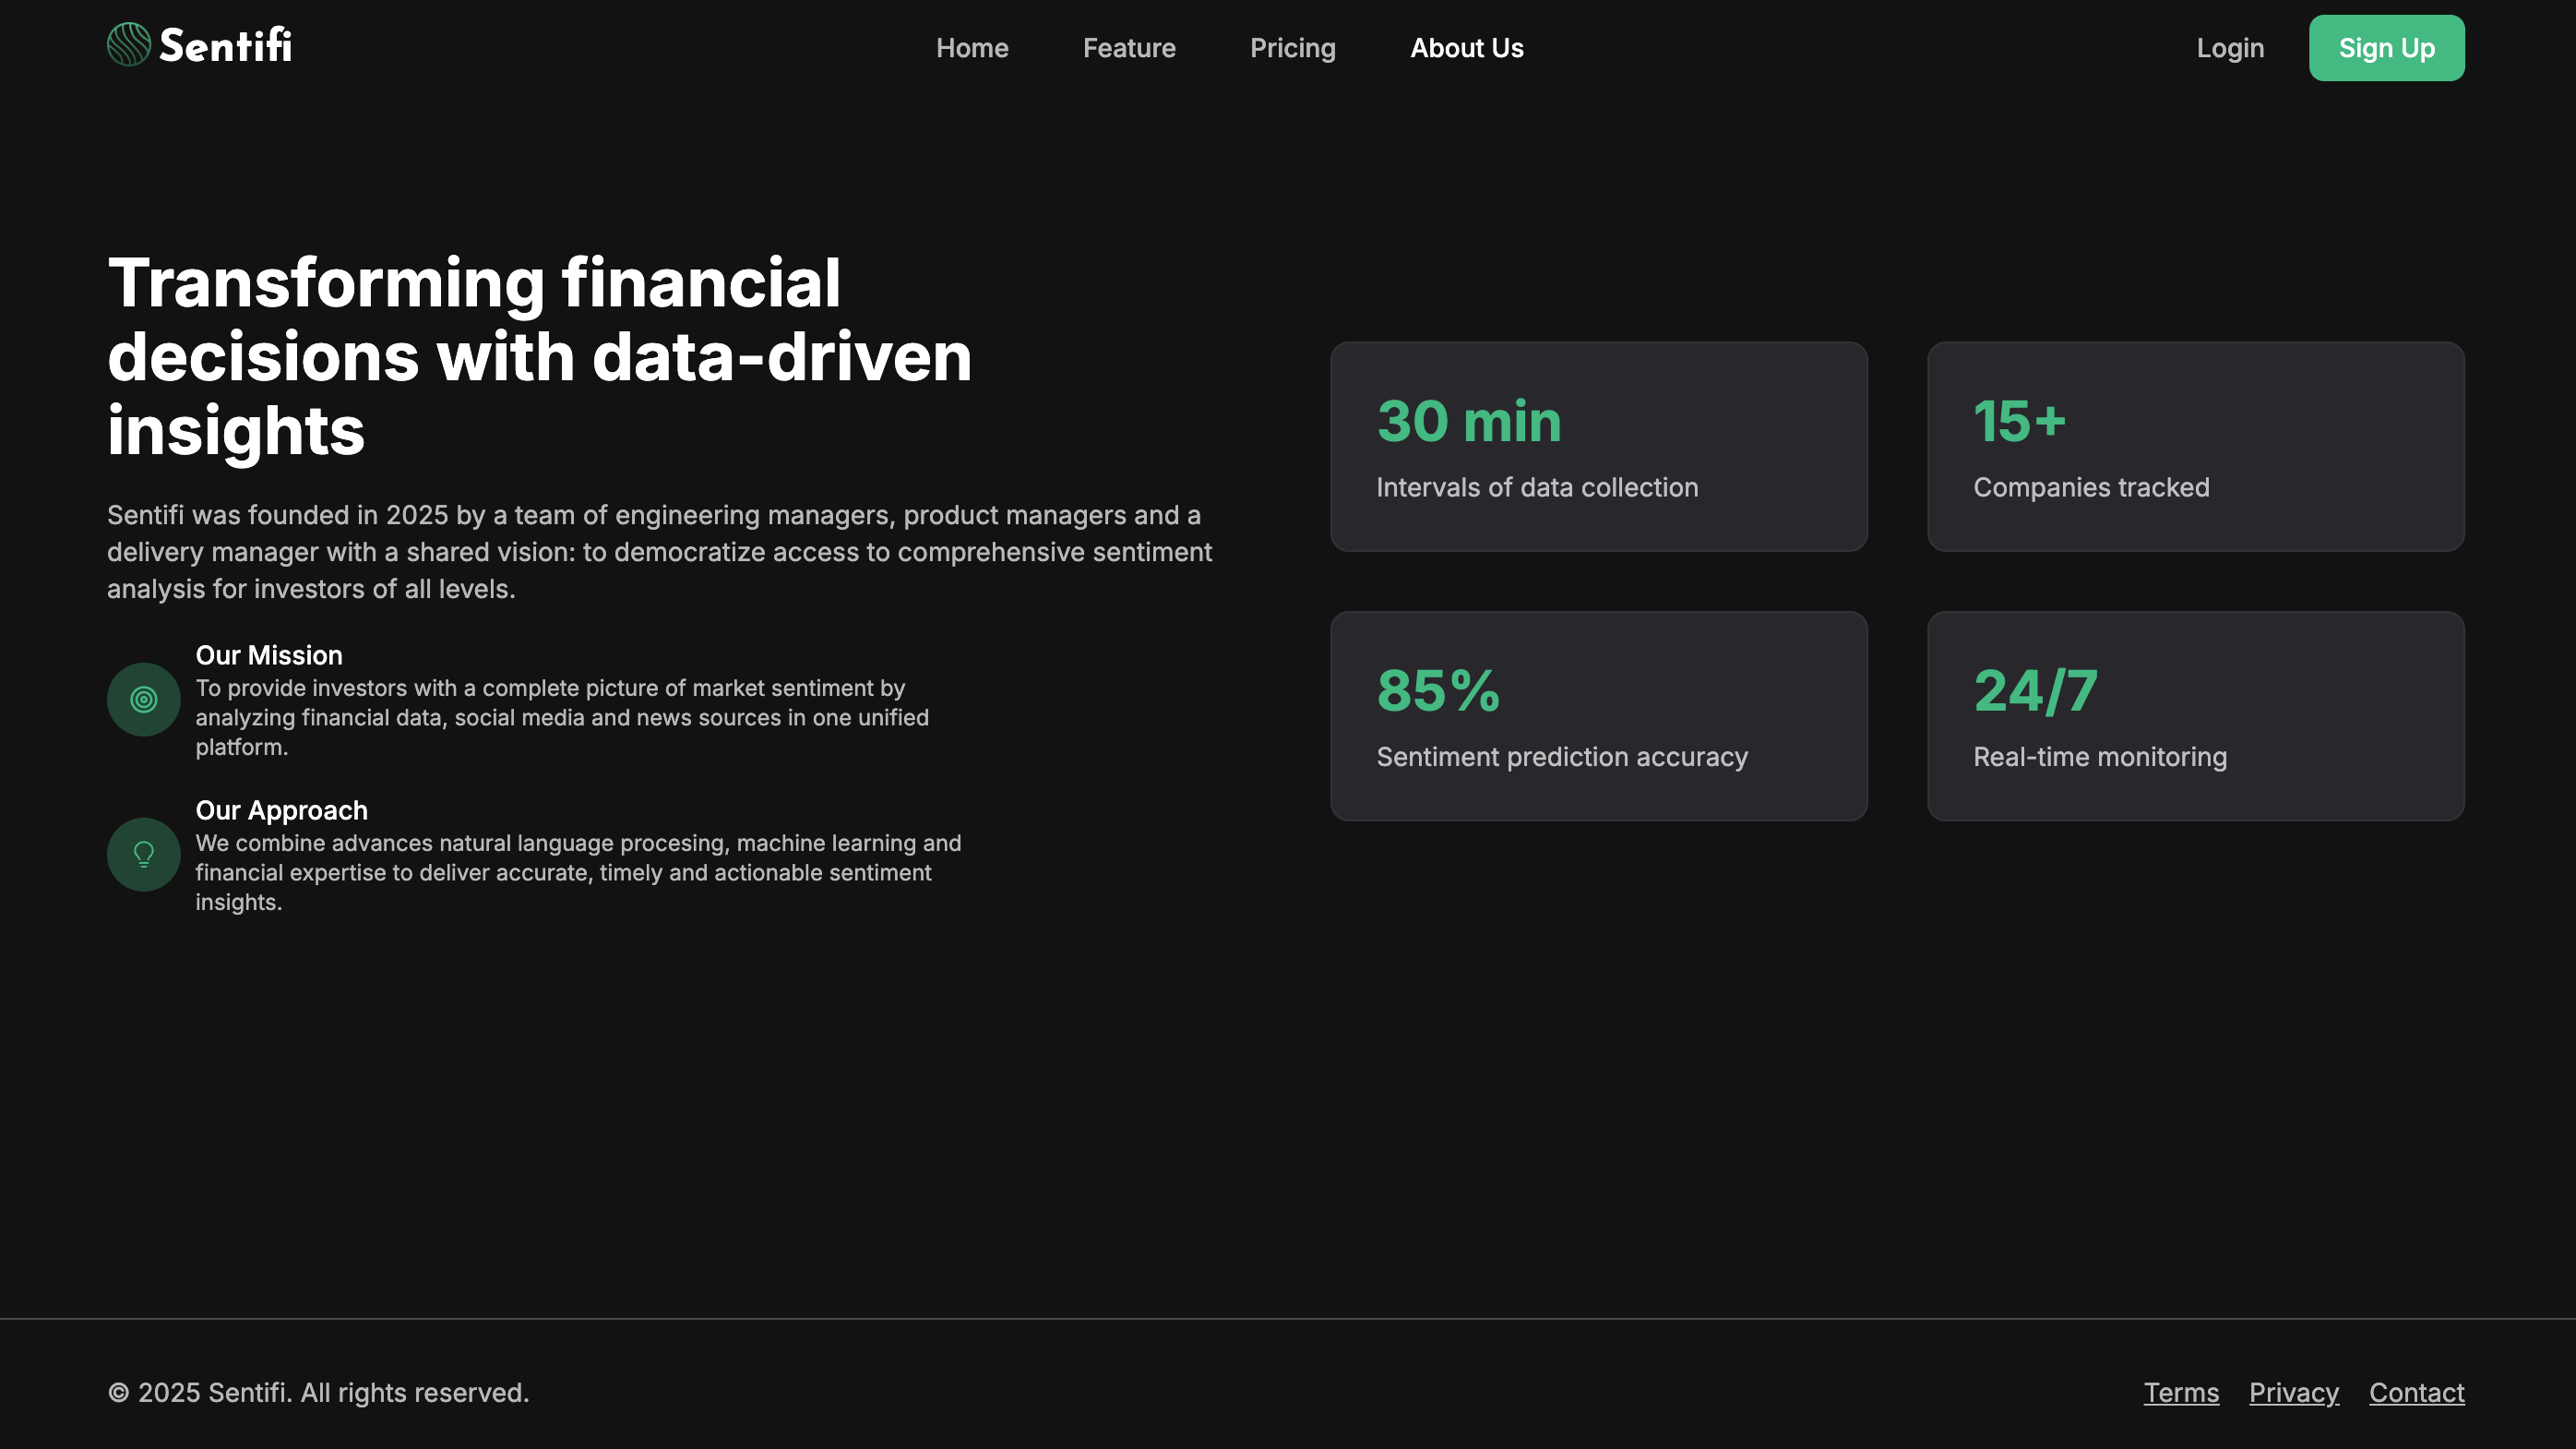 Sentifi
Home Feature Pricing About Us
Login Sign Up
Transforming financial
decisions with data-driven
insights
Sentifi was founded in 2025 by a team of engineering managers, product managers and a
delivery manager with a shared vision: to democratize access to comprehensive sentiment
analysis for investors of all levels.
Our Mission
To provide investors with a complete picture of market sentiment by
analyzing financial data, social media and news sources in one unified
platform.
Our Approach
We combine advances natural language procesing, machine learning and
financial expertise to deliver accurate, timely and actionable sentiment
insights.
30 min
Intervals of data collection
15+
Companies tracked
85%
Sentiment prediction accuracy
24/7
Real-time monitoring
© 2025 Sentifi. All rights reserved.
Terms Privacy Contact